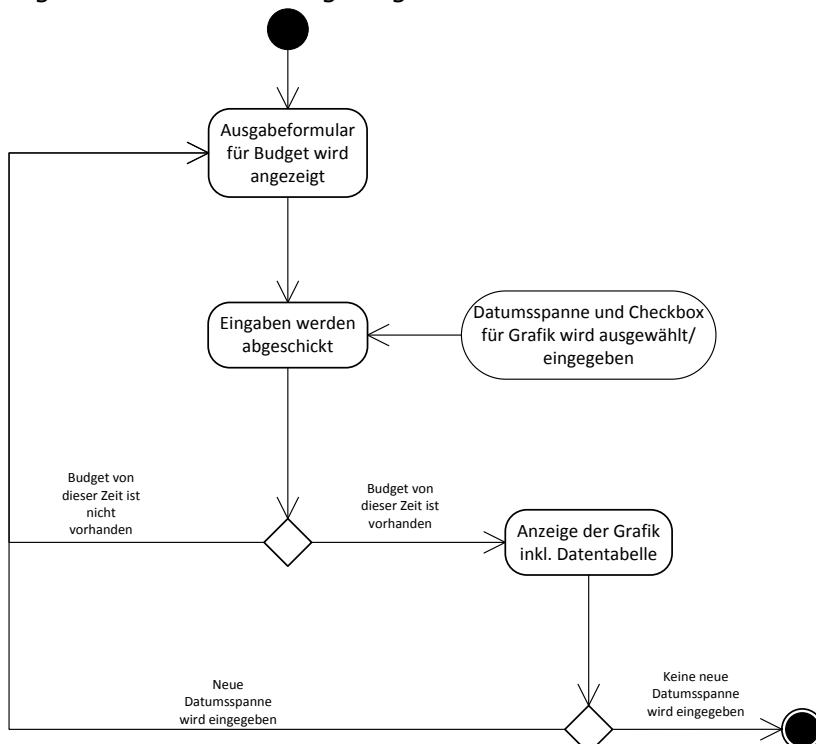 Ausgabeformular
für Budget wird
angezeigt
Eingaben werden
abgeschickt
Datumsspanne und Checkbox
für Grafik wird ausgewählt/
eingegeben
Budget von
dieser Zeit ist
nicht
vorhanden
Budget von
dieser Zeit ist
vorhanden
Anzeige der Grafik
inkl. Datentabelle
Neue
Datumsspanne
wird eingegeben
Keine neue
Datumsspanne
wird eingegeben